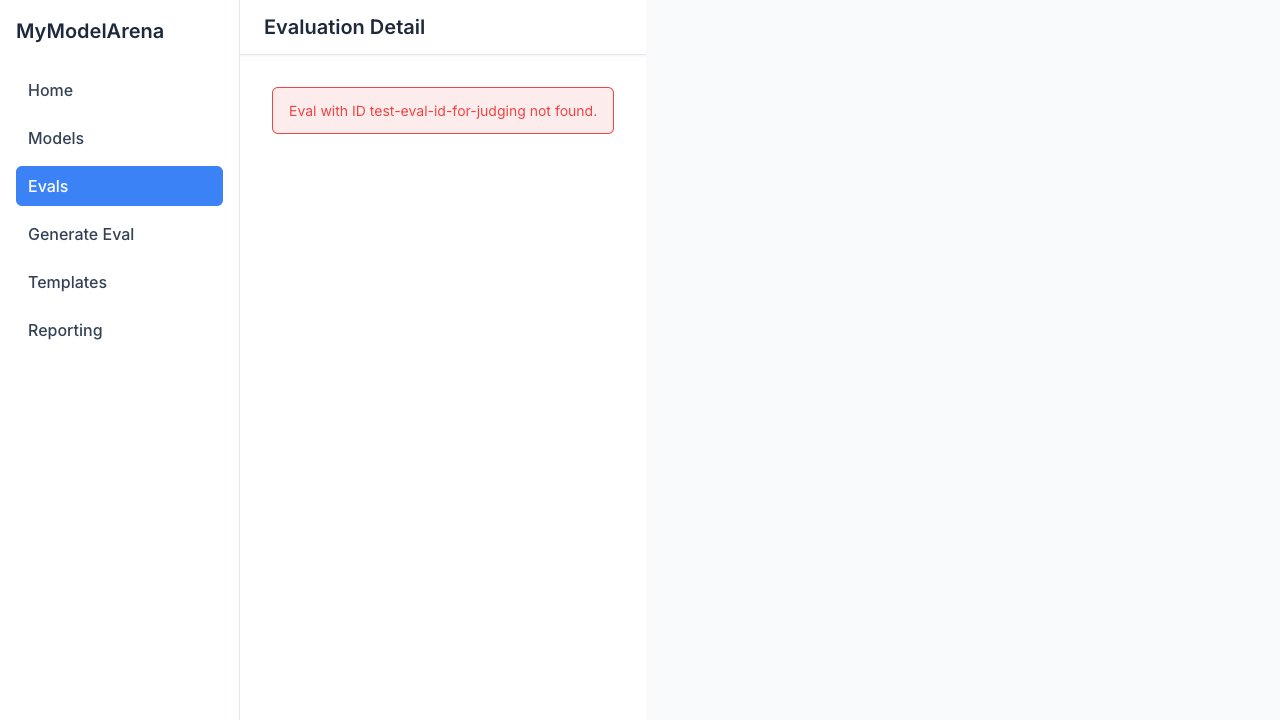 MyModelArena
Home
Models
Evals
Generate Eval
Templates
Reporting
Evaluation Detail
Eval with ID test-eval-id-for-judging not found.